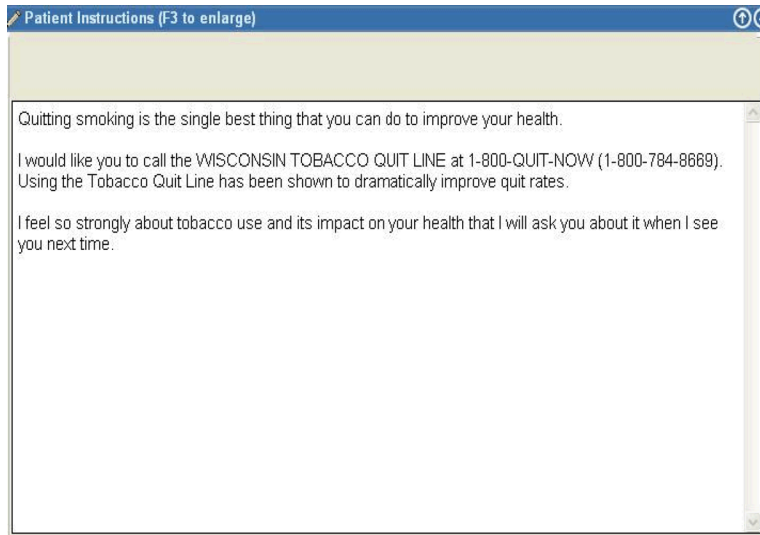 Patient Instructions (F3 to enlarge)
Quitting smoking is the single best thing that you can do to improve your health.
I would like you to call the WISCONSIN TOBACCO QUIT LINE at 1-800-QUIT-NOW (1-800-784-8669).
Using the Tobacco Quit Line has been shown to dramatically improve quit rates.
I feel so strongly about tobacco use and its impact on your health that I will ask you about it when I see
you next time.